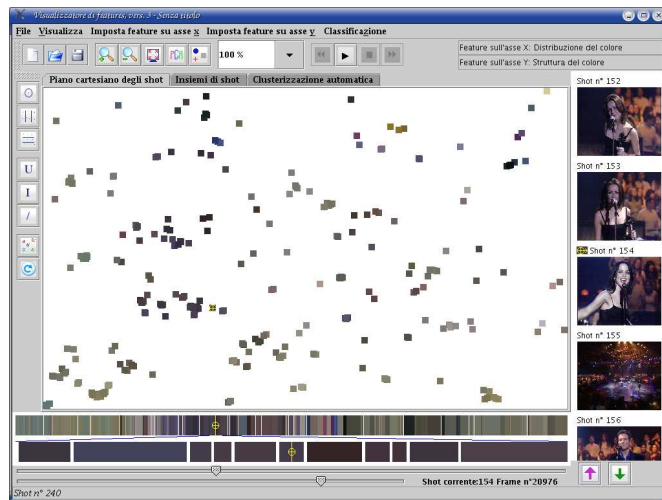 Visualizzatore di features, vers. 3 - Senza titolo
File Visualizza Imposta feature su asse x Imposta feature su asse y Classificazione
100 %
Feature sull'asse X: Distribuzione del colore
Feature sull'asse Y: Struttura del colore
Piano cartesiano degli shot Insiemi di shot Clusterizzazione automatica
Shot n° 152
Shot n° 153
U
I
/
Shot n° 154
Shot n° 155
Shot n° 156
Shot corrente:154 Frame n°20976
Shot n° 240